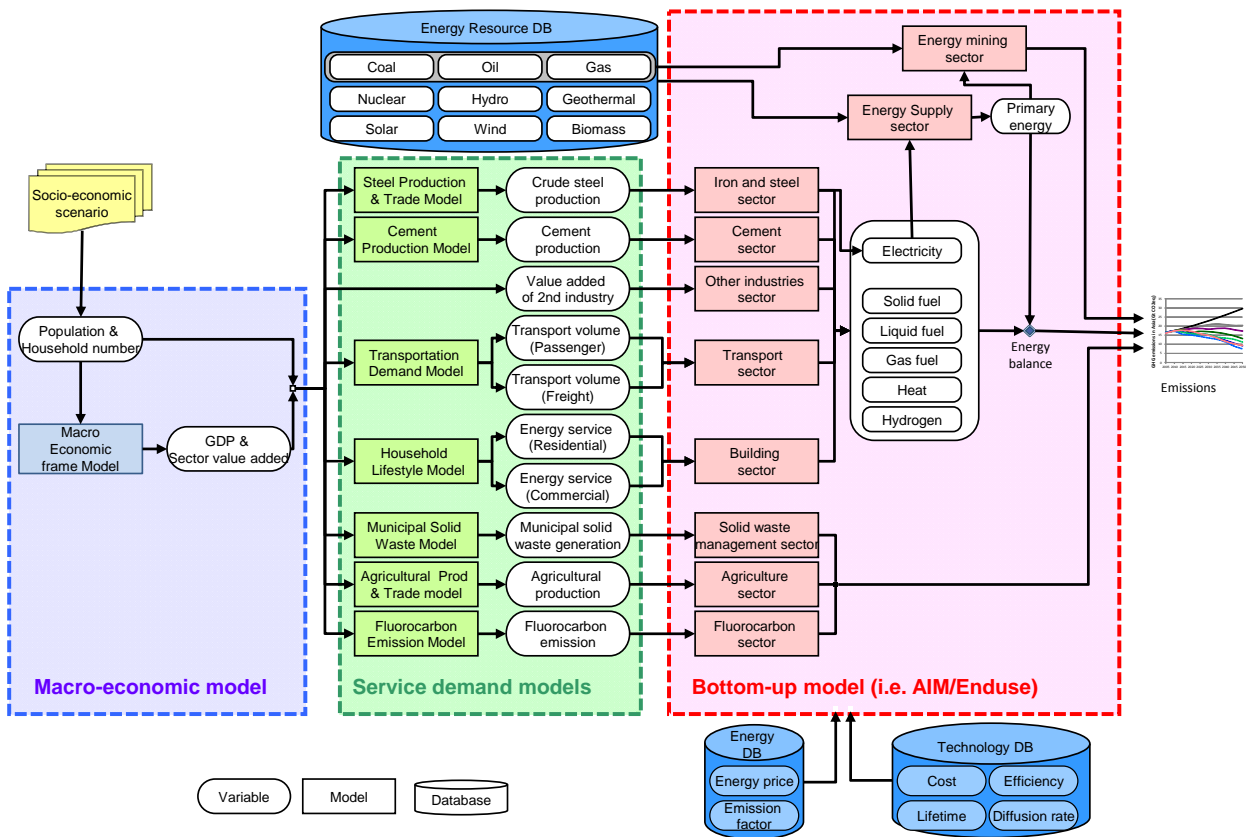 Energy Resource DB
Coal
Oil
Gas
Nuclear
Hydro
Geothermal
Solar
Wind
Biomass
Energy mining
sector
Energy Supply
sector
Primary
energy
Socio-economic
scenario
Steel Production
& Trade Model
Crude steel
production
Iron and steel
sector
Cement
Production Model
Cement
production
Cement
sector
Electricity
Value added
of 2nd industry
Other industries
sector
Solid fuel
Liquid fuel
Gas fuel
Heat
Hydrogen
Energy
balance
Emissions
Population &
Household number
Transportation
Demand Model
Transport volume
(Passenger)
Transport volume
(Freight)
Transport
sector
Macro
Economic
frame Model
GDP &
Sector value added
Household
Lifestyle Model
Energy service
(Residential)
Energy service
(Commercial)
Building
sector
Municipal Solid
Waste Model
Municipal solid
waste generation
Solid waste
management sector
Agricultural Prod
& Trade model
Agricultural
production
Agriculture
sector
Fluorocarbon
Emission Model
Fluorocarbon
emission
Fluorocarbon
sector
Macro-economic model
Service demand models
Bottom-up model (i.e. AIM/Enduse)
Energy
DB
Energy price
Emission
factor
Technology DB
Cost
Efficiency
Lifetime
Diffusion rate
Variable
Model
Database